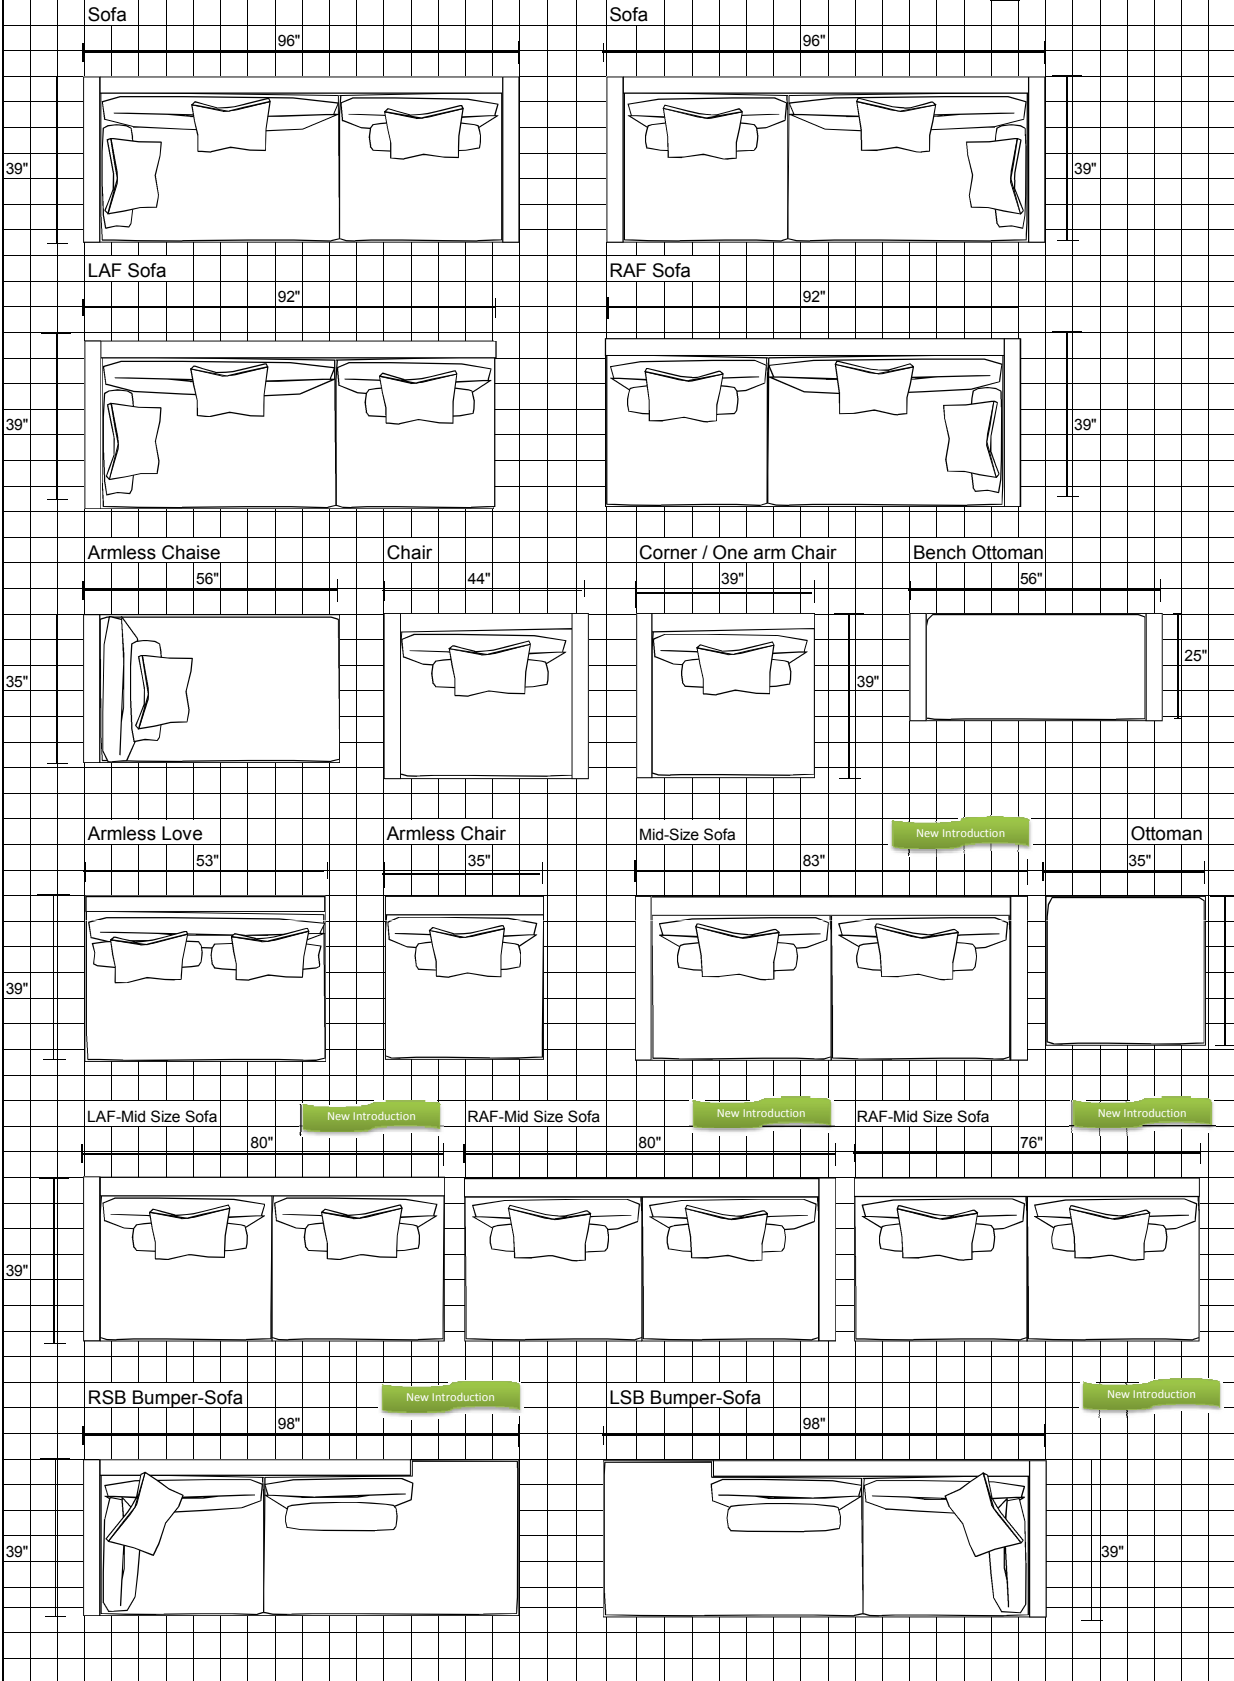 Sofa Sofa
96" 96"
39" 39"
LAF Sofa RAF Sofa
92" 92"
39" 39"
Armless Chaise Chair Corner / One arm Chair Bench Ottoman
56" 44" 39" 56"
35" 39" 25"
Armless Love Armless Chair Mid-Size Sofa New Introduction Ottoman
53" 35" 83" 35"
39"
LAF-Mid Size Sofa New Introduction RAF-Mid Size Sofa New Introduction RAF-Mid Size Sofa New Introduction
80" 80" 76"
39"
RSB Bumper-Sofa New Introduction LSB Bumper-Sofa New Introduction
98" 98"
39" 39"